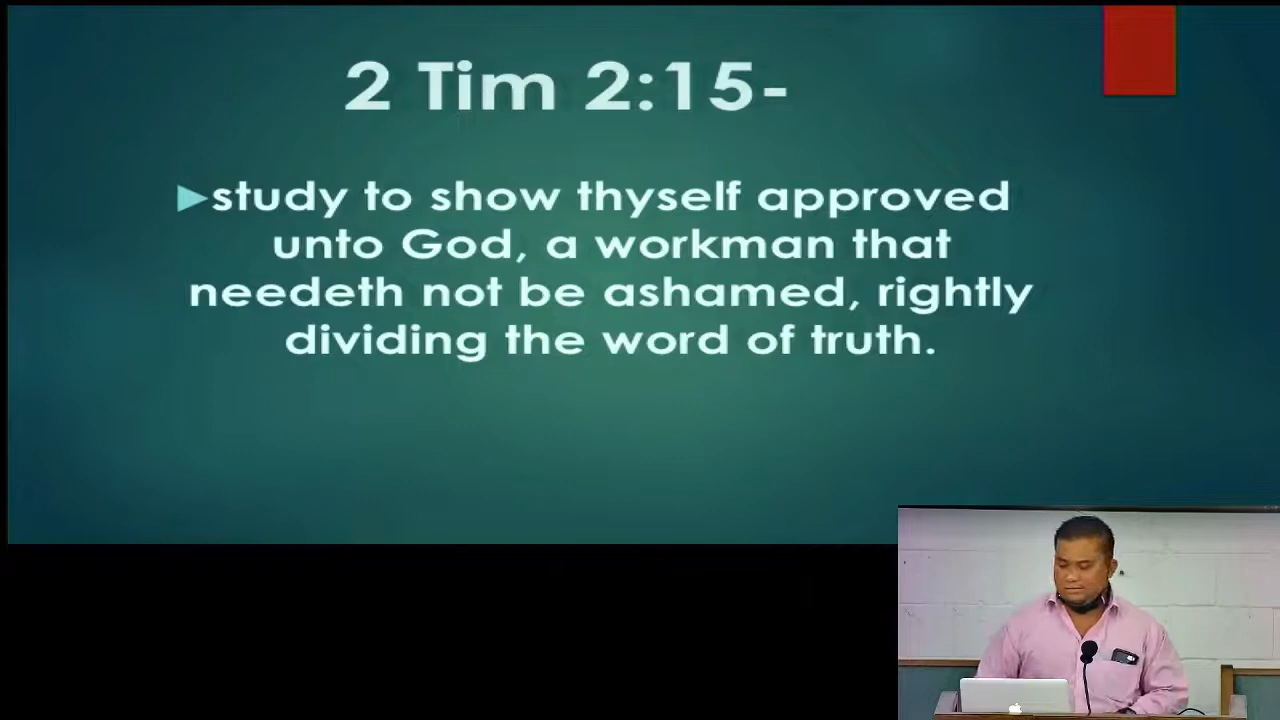 2 Tim 2:15-
▶study to show thyself approved
unto God, a workman that
needeth not be ashamed, rightly
dividing the word of truth.